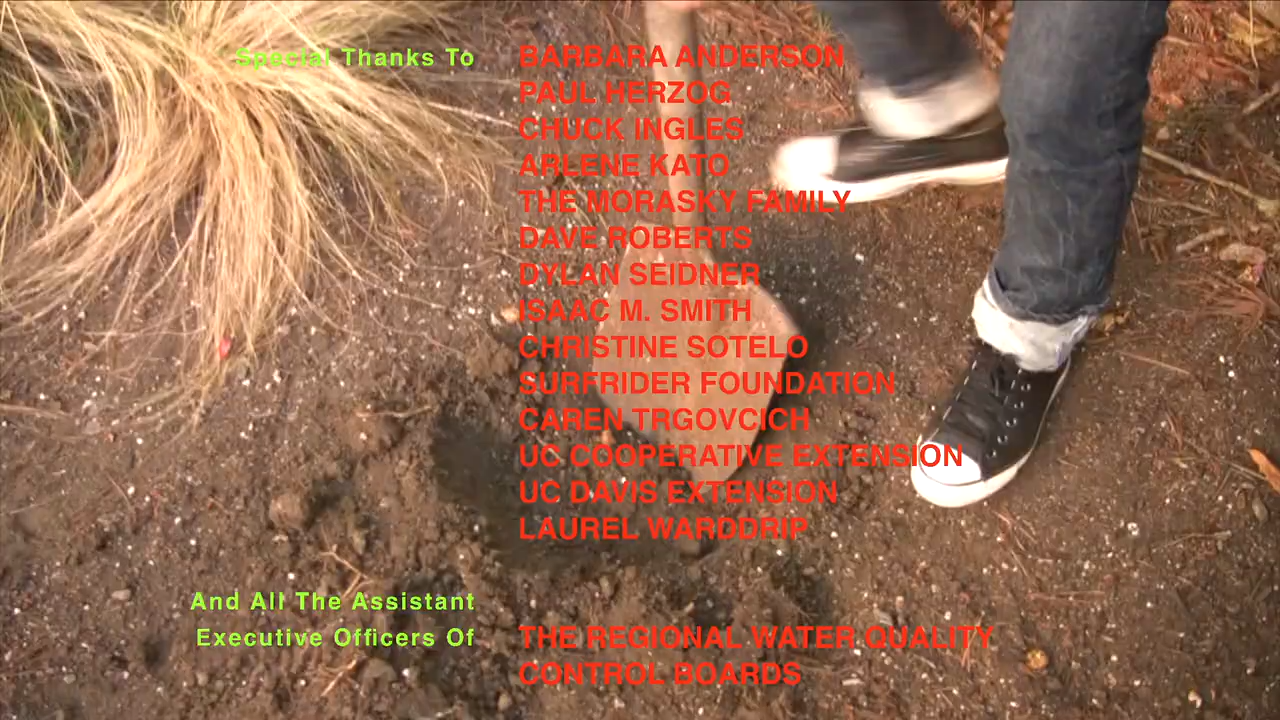 Special Thanks To BARBARA ANDERSON
PAUL HERZOG
CHUCK INGLES
ARLENE KATO
THE MORASKY FAMILY
DAVE ROBERTS
DYLAN SEIDNER
ISAAC M. SMITH
CHRISTINE SOTELO
SURFRIDER FOUNDATION
CAREN TRGOVCICH
UC COOPERATIVE EXTENSION
UC DAVIS EXTENSION
LAUREL WARDDRIP
And All The Assistant
Executive Officers Of THE REGIONAL WATER QUALITY
CONTROL BOARDS